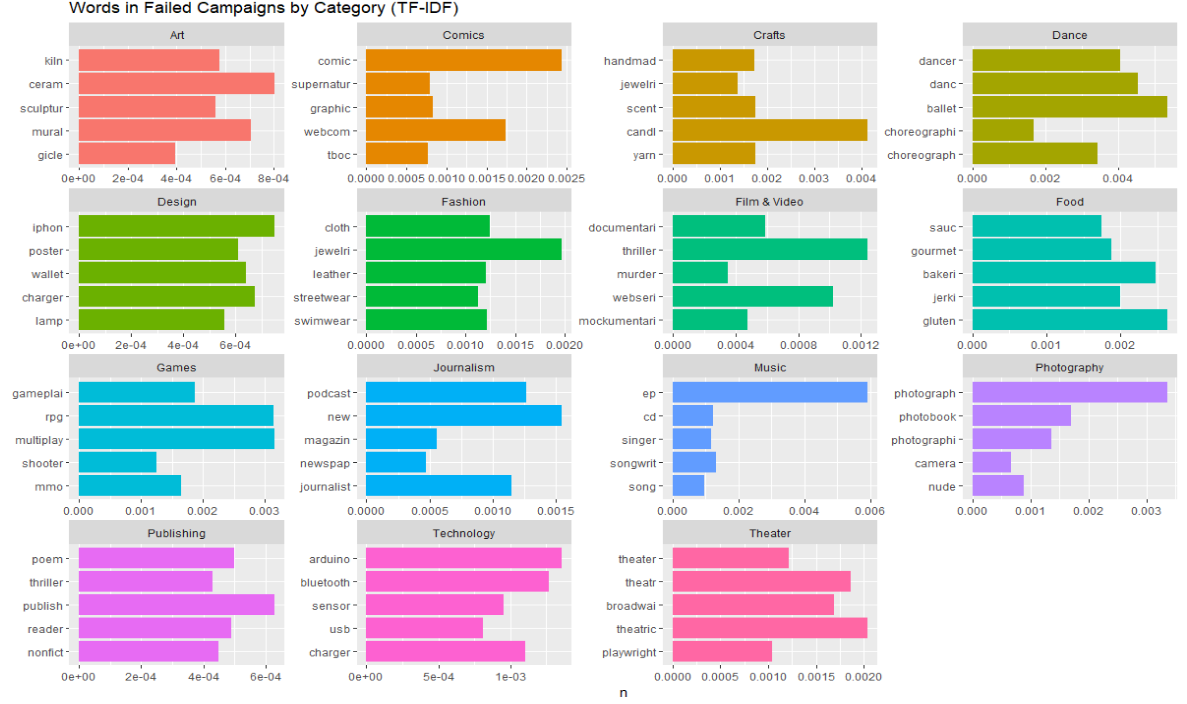 Words in Failed Campaigns by Category (TF-IDF)
Art
kiln
ceram
sculptur
mural
gicle
0e+00 2e-04 4e-04 6e-04 8e-04
Comics
comic
supernatur
graphic
webcom
tboc
0.0000 0.0005 0.0010 0.0015 0.0020 0.0025
Crafts
handmad
jewelri
scent
candl
yarn
0.000 0.001 0.002 0.003 0.004
Dance
dancer
danc
ballet
choreographi
choreograph
0.000 0.002 0.004
Design
iphon
poster
wallet
charger
lamp
0e+00 2e-04 4e-04 6e-04
Fashion
cloth
jewelri
leather
streetwear
swimwear
0.0000 0.0005 0.0010 0.0015 0.0020
Film & Video
documentari
thriller
murder
webseri
mockumentari
0.0000 0.0004 0.0008 0.0012
Food
sauc
gourmet
bakeri
jerki
gluten
0.000 0.001 0.002
Games
gameplai
rpg
multiplay
shooter
mmo
0.000 0.001 0.002 0.003
Journalism
podcast
new
magazin
newspap
journalist
0.0000 0.0005 0.0010 0.0015
Music
ep
cd
singer
songwrit
song
0.000 0.002 0.004 0.006
Photography
photograph
photobook
photographi
camera
nude
0.000 0.001 0.002 0.003
Publishing
poem
thriller
publish
reader
nonfict
0e+00 2e-04 4e-04 6e-04
Technology
arduino
bluetooth
sensor
usb
charger
0e+00 5e-04 1e-03
Theater
theater
theatr
broadwai
theatric
playwright
0.0000 0.0005 0.0010 0.0015 0.0020
n